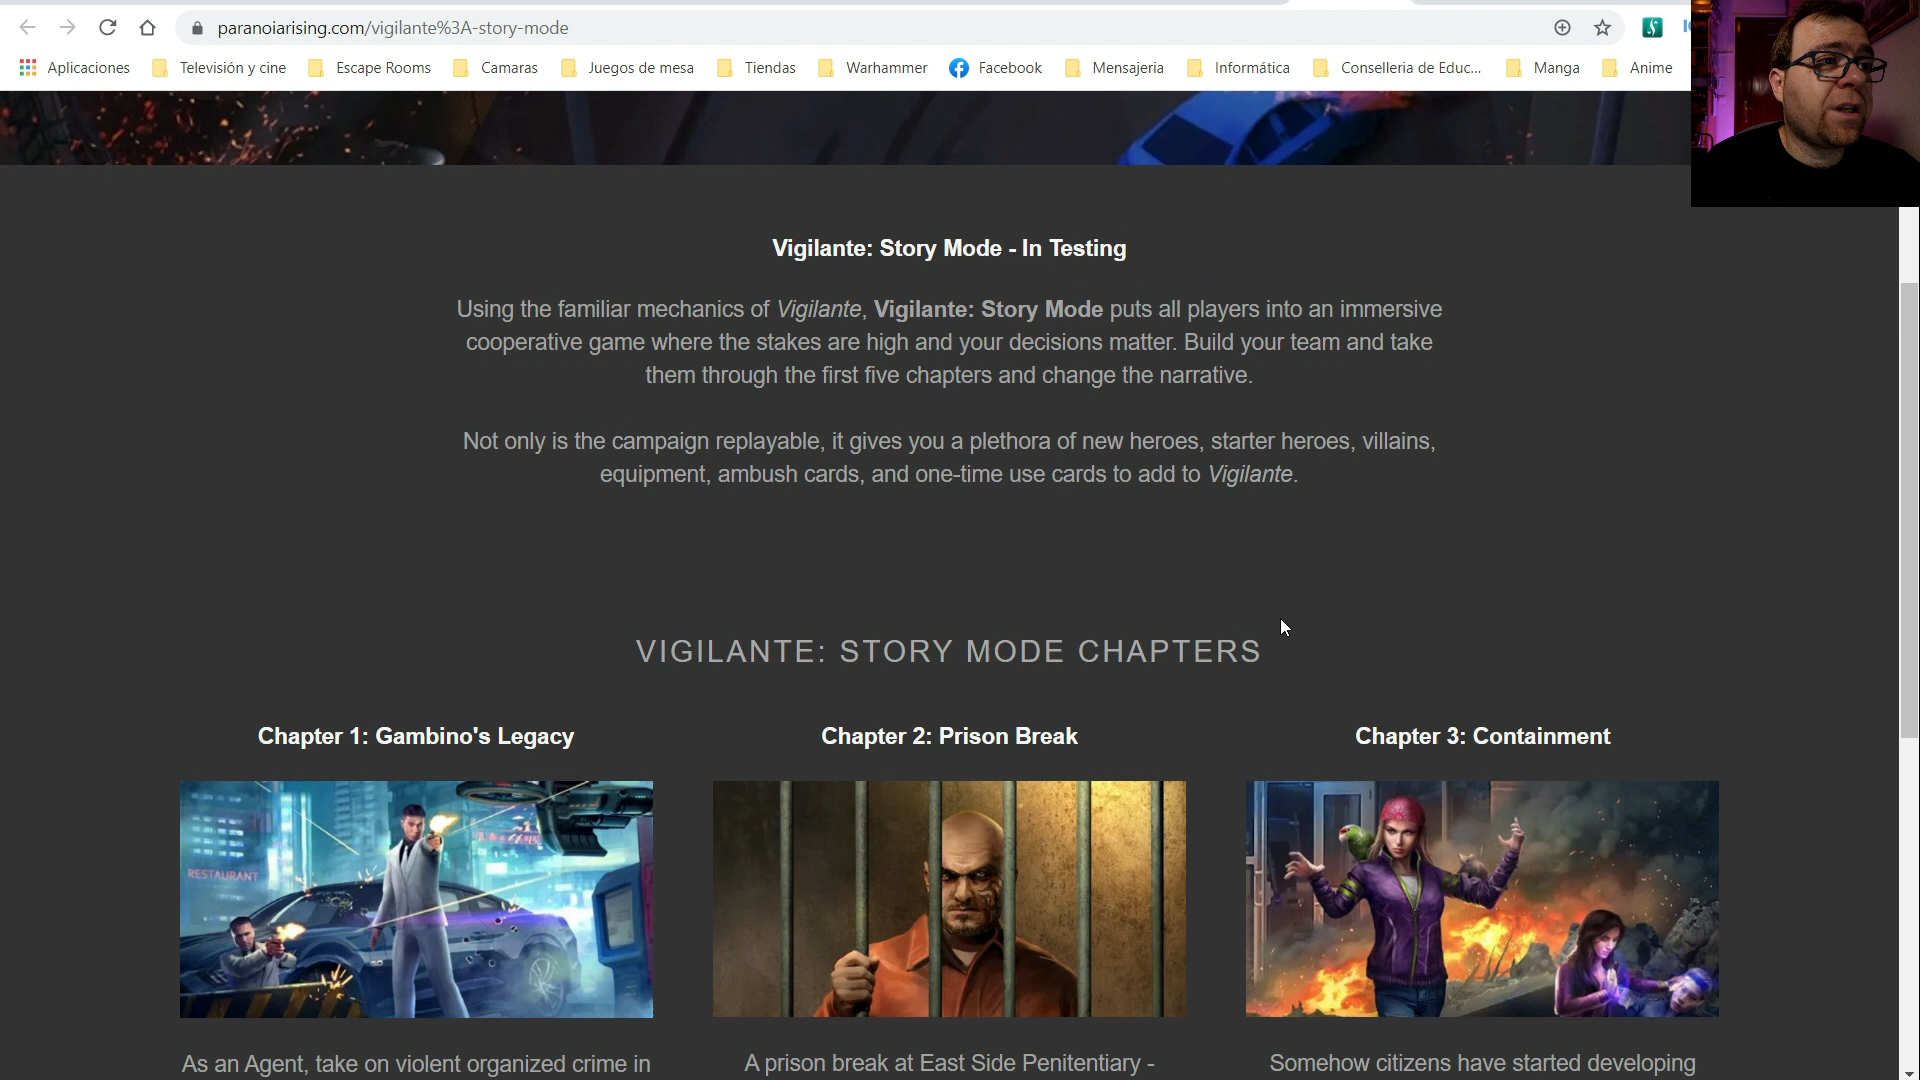 paranoiarising.com/vigilante%3A-story-mode
Aplicaciones Televisión y cine Escape Rooms Camaras Juegos de mesa Tiendas Warhammer Facebook Mensajeria Informática Conselleria de Educ... Manga Anime
Vigilante: Story Mode - In Testing
Using the familiar mechanics of Vigilante, Vigilante: Story Mode puts all players into an immersive
cooperative game where the stakes are high and your decisions matter. Build your team and take
them through the first five chapters and change the narrative.
Not only is the campaign replayable, it gives you a plethora of new heroes, starter heroes, villains,
equipment, ambush cards, and one-time use cards to add to Vigilante.
VIGILANTE: STORY MODE CHAPTERS
Chapter 1: Gambino's Legacy
Chapter 2: Prison Break
Chapter 3: Containment
RESTAURANT
As an Agent, take on violent organized crime in
A prison break at East Side Penitentiary -
Somehow citizens have started developing